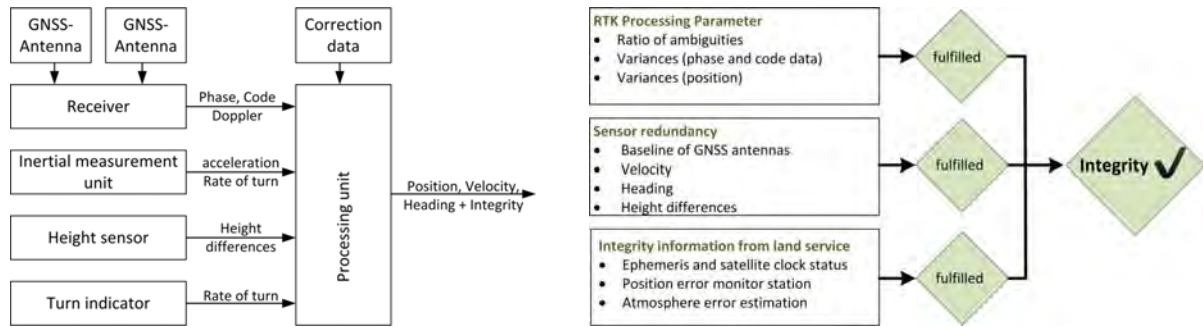 GNSS-
Antenna
GNSS-
Antenna
Correction
data
Receiver
Phase, Code
Doppler
Inertial measurement
unit
acceleration
Rate of turn
Height sensor
Height
differences
Turn indicator
Rate of turn
Processing unit
Position, Velocity,
Heading + Integrity
RTK Processing Parameter
• Ratio of ambiguities
• Variances (phase and code data)
• Variances (position)
fulfilled
Sensor redundancy
• Baseline of GNSS antennas
• Velocity
• Heading
• Height differences
fulfilled
Integrity information from land service
• Ephemeris and satellite clock status
• Position error monitor station
• Atmosphere error estimation
fulfilled
Integrity ✓